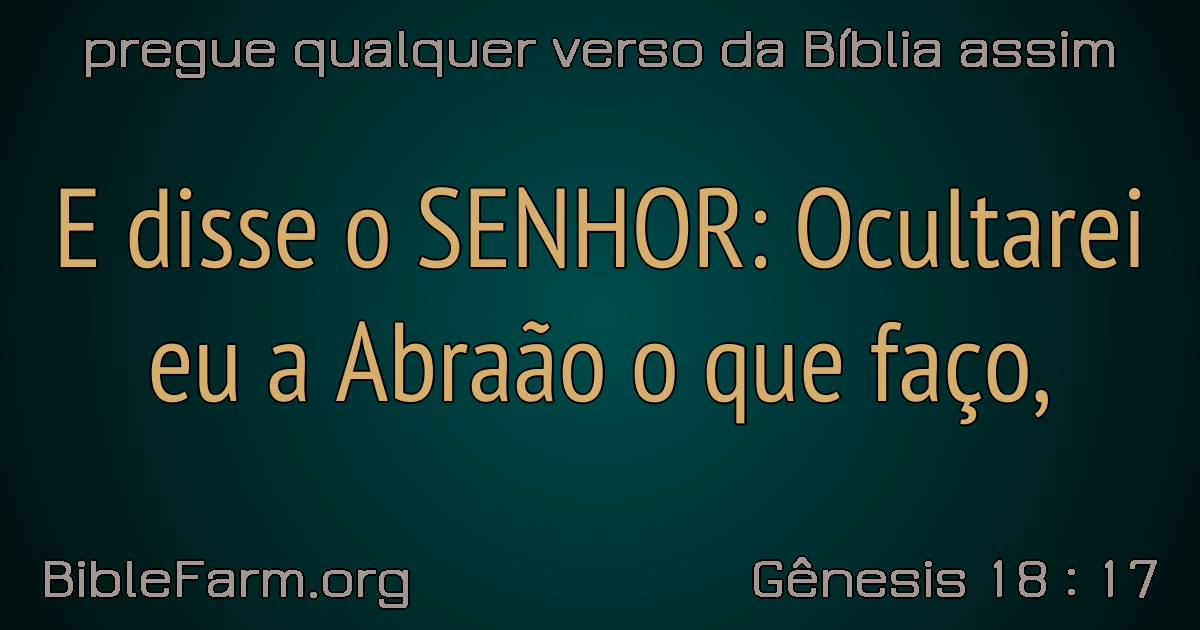 pregue qualquer verso da Bíblia assim
E disse o SENHOR: Ocultarei
eu a Abraão o que faço,
BibleFarm.org
Gênesis 18 : 17